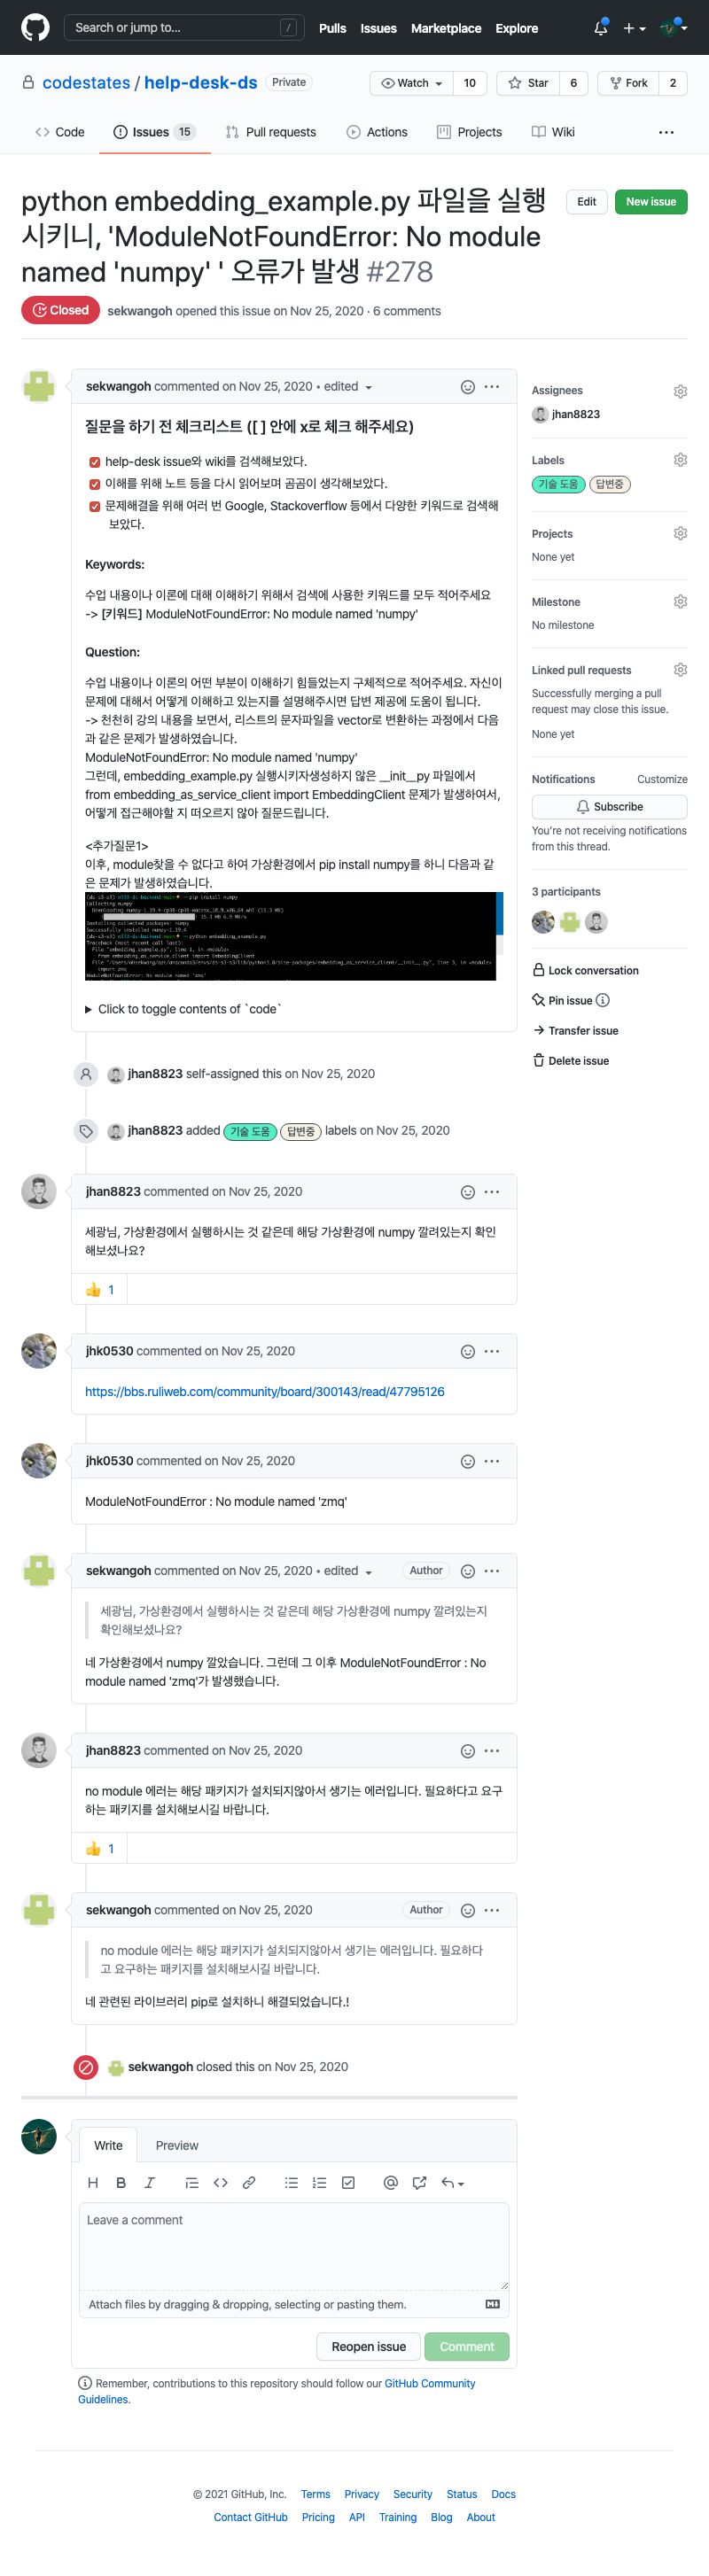 Search or jump to...
/
Pulls
Issues
Marketplace
Explore
codestates / help-desk-ds
Private
Watch
10
Star
6
Fork
2
Code
Issues 15
Pull requests
Actions
Projects
Wiki
python embedding_example.py 파일을 실행
시키니, 'ModuleNotFoundError: No module
named 'numpy' ' 오류가 발생 #278
Edit
New issue
Closed
sekwangoh opened this issue on Nov 25, 2020 · 6 comments
sekwangoh commented on Nov 25, 2020 • edited
질문을 하기 전 체크리스트 ([ ] 안에 x로 체크 해주세요)
help-desk issue와 wiki를 검색해보았다.
이해를 위해 노트 등을 다시 읽어보며 곰곰이 생각해보았다.
문제해결을 위해 여러 번 Google, Stackoverflow 등에서 다양한 키워드로 검색해
보았다.
Keywords:
수업 내용이나 이론에 대해 이해하기 위해서 검색에 사용한 키워드를 모두 적어주세요
-> [키워드] ModuleNotFoundError: No module named 'numpy'
Question:
수업 내용이나 이론의 어떤 부분이 이해하기 힘들었는지 구체적으로 적어주세요. 자신이
문제에 대해서 어떻게 이해하고 있는지를 설명해주시면 답변 제공에 도움이 됩니다.
-> 천천히 강의 내용을 보면서, 리스트의 문자파일을 vector로 변환하는 과정에서 다음
과 같은 문제가 발생하였습니다.
ModuleNotFoundError: No module named 'numpy'
그런데, embedding_example.py 실행시키자생성하지 않은 __init__py 파일에서
from embedding_as_service_client import EmbeddingClient 문제가 발생하여서,
어떻게 접근해야할 지 떠오르지 않아 질문드립니다.
<추가질문1>
이후, module찾을 수 없다고 하여 가상환경에서 pip install numpy를 하니 다음과 같
은 문제가 발생하였습니다.
Click to toggle contents of `code`
jhan8823 self-assigned this on Nov 25, 2020
jhan8823 added 기술 도움 답변중 labels on Nov 25, 2020
jhan8823 commented on Nov 25, 2020
세광님, 가상환경에서 실행하시는 것 같은데 해당 가상환경에 numpy 깔려있는지 확인
해보셨나요?
👍 1
jhk0530 commented on Nov 25, 2020
https://bbs.ruliweb.com/community/board/300143/read/47795126
jhk0530 commented on Nov 25, 2020
ModuleNotFoundError : No module named 'zmq'
sekwangoh commented on Nov 25, 2020 • edited
Author
세광님, 가상환경에서 실행하시는 것 같은데 해당 가상환경에 numpy 깔려있는지
확인해보셨나요?
네 가상환경에서 numpy 깔았습니다. 그런데 그 이후 ModuleNotFoundError : No
module named 'zmq'가 발생했습니다.
jhan8823 commented on Nov 25, 2020
no module 에러는 해당 패키지가 설치되지않아서 생기는 에러입니다. 필요하다고 요구
하는 패키지를 설치해보시길 바랍니다.
👍 1
sekwangoh commented on Nov 25, 2020
Author
no module 에러는 해당 패키지가 설치되지않아서 생기는 에러입니다. 필요하다
고 요구하는 패키지를 설치해보시길 바랍니다.
네 관련된 라이브러리 pip로 설치하니 해결되었습니다.!
sekwangoh closed this on Nov 25, 2020
Write
Preview
Leave a comment
Attach files by dragging & dropping, selecting or pasting them.
Reopen issue
Comment
Remember, contributions to this repository should follow our GitHub Community
Guidelines.
Assignees
jhan8823
Labels
기술 도움
답변중
Projects
None yet
Milestone
No milestone
Linked pull requests
Successfully merging a pull
request may close this issue.
None yet
Notifications
Customize
Subscribe
You're not receiving notifications
from this thread.
3 participants
Lock conversation
Pin issue
Transfer issue
Delete issue
© 2021 GitHub, Inc.
Terms
Privacy
Security
Status
Docs
Contact GitHub
Pricing
API
Training
Blog
About